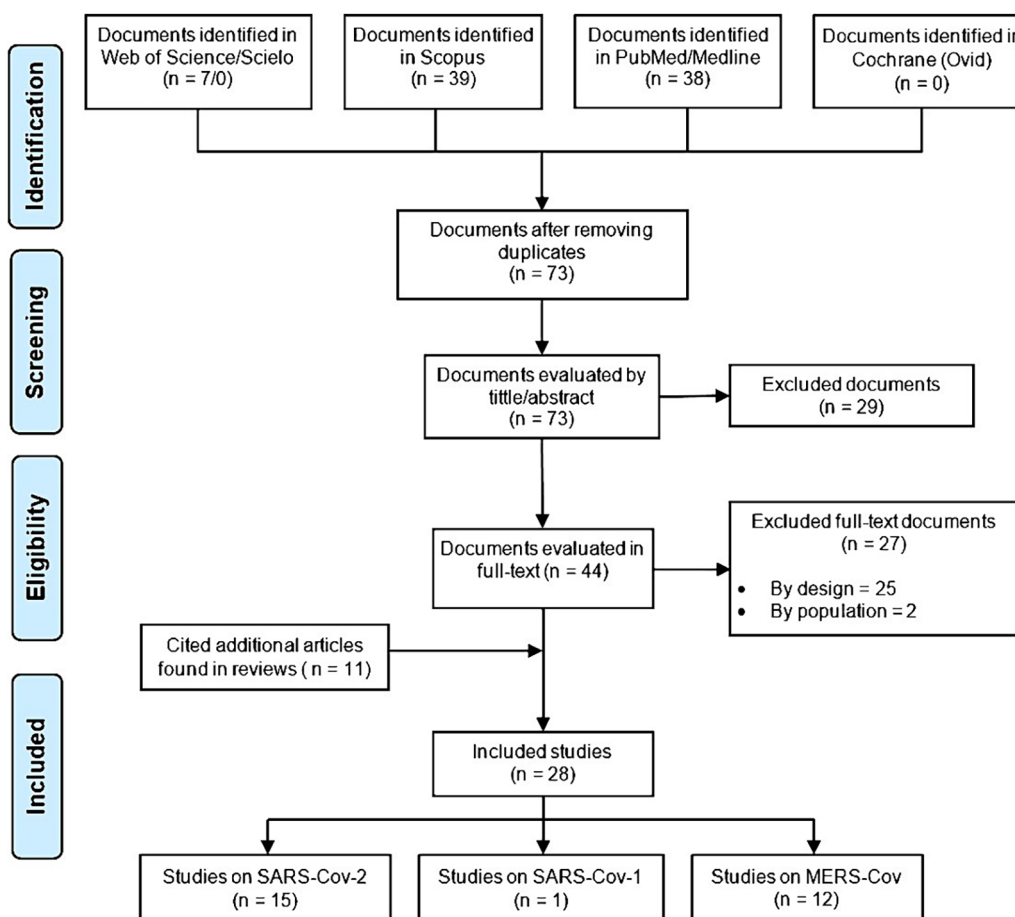 Documents identified in
Web of Science/Scielo
(n = 7/0)
Documents identified
in Scopus
(n = 39)
Documents identified
in PubMed/Medline
(n = 38)
Documents identified in
Cochrane (Ovid)
(n = 0)
Identification
Documents after removing
duplicates
(n = 73)
Screening
Documents evaluated by
tittle/abstract
(n = 73)
Excluded documents
(n = 29)
Eligibility
Documents evaluated in
full-text (n = 44)
Excluded full-text documents
(n = 27)
• By design = 25
• By population = 2
Cited additional articles
found in reviews ( n = 11)
Included
Included studies
(n = 28)
Studies on SARS-Cov-2
(n = 15)
Studies on SARS-Cov-1
(n = 1)
Studies on MERS-Cov
(n = 12)